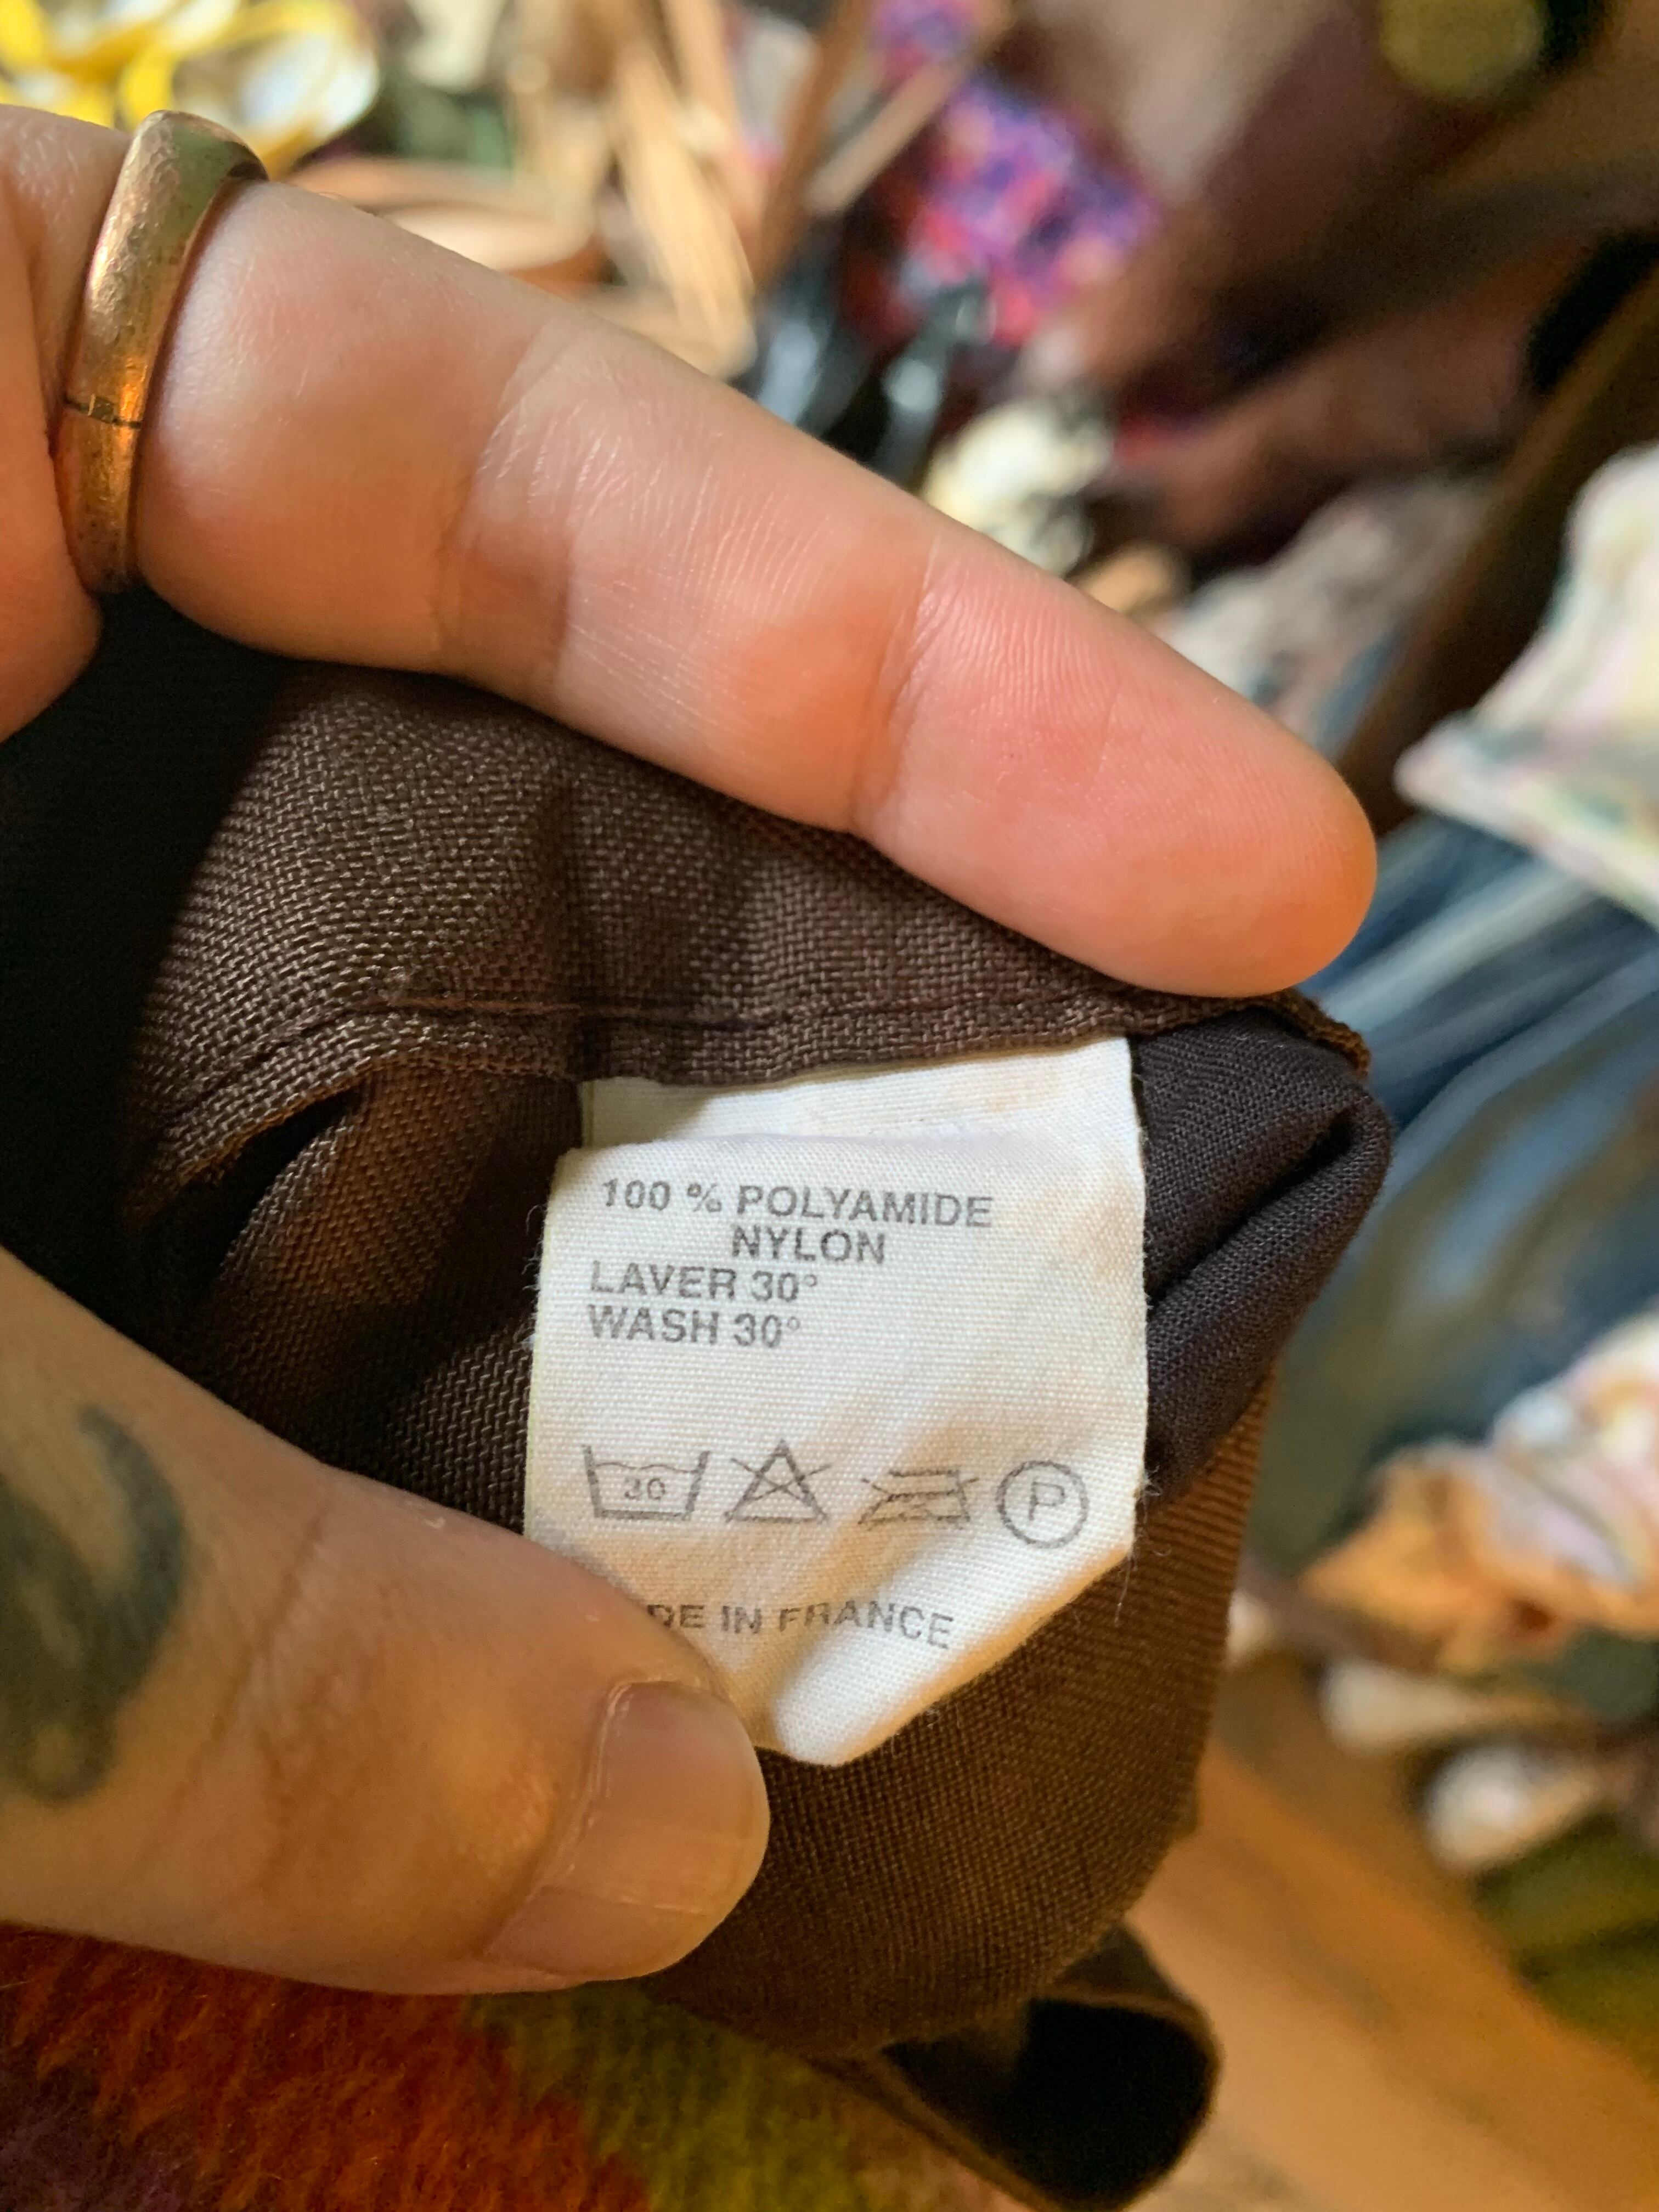 100 % POLYAMIDE
NYLON
LAVER 30°
WASH 30°
30 P
DE IN FRANCE